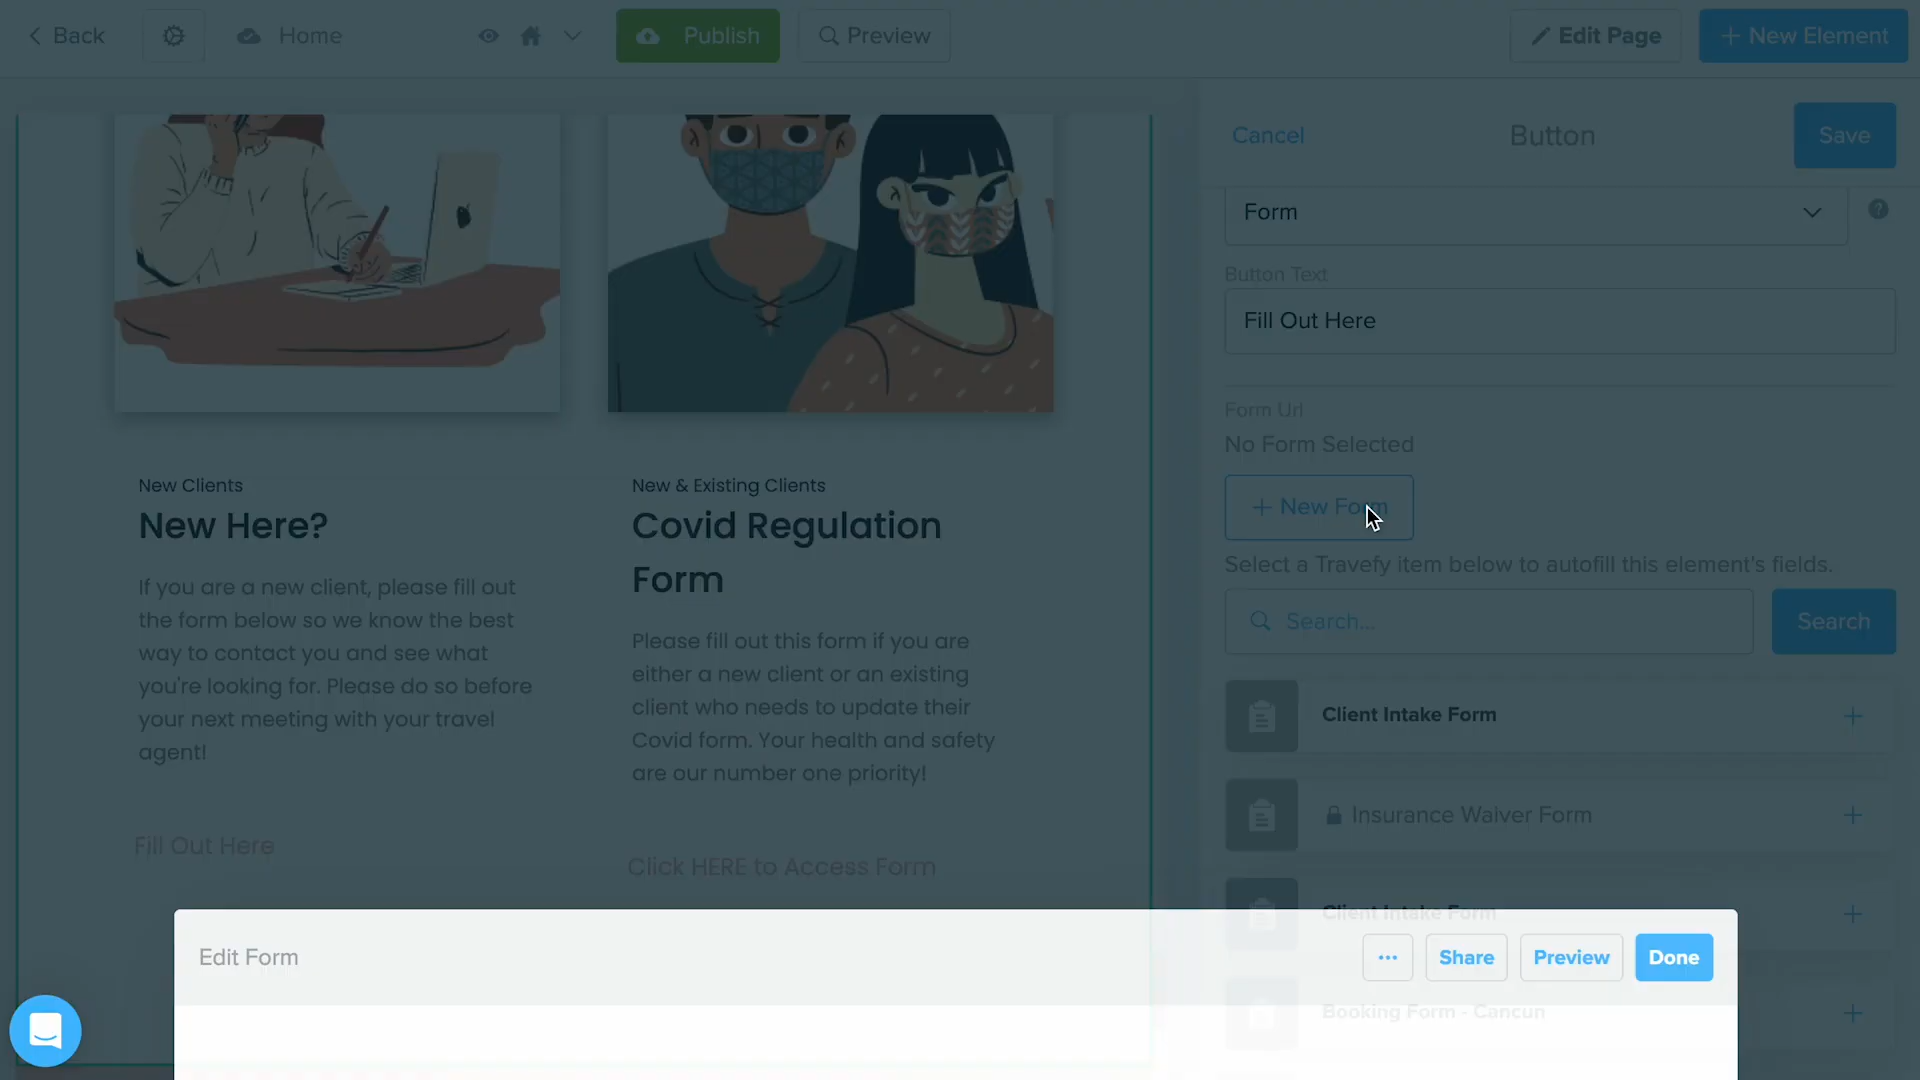 Back
Home
Publish
Preview
Edit Page
+ New Element
Cancel
Button
Save
Form
?
Button Text
Fill Out Here
Form Url
No Form Selected
+ New Form
Select a Travefy item below to autofill this element's fields.
Search...
Search
Client Intake Form
Insurance Waiver Form
Client Intake Form
Booking Form - Cancun
New Clients
New Here?
If you are a new client, please fill out
the form below so we know the best
way to contact you and see what
you're looking for. Please do so before
your next meeting with your travel
agent!
Fill Out Here
New & Existing Clients
Covid Regulation
Form
Please fill out this form if you are
either a new client or an existing
client who needs to update their
Covid form. Your health and safety
are our number one priority!
Click HERE to Access Form
Edit Form
...
Share
Preview
Done